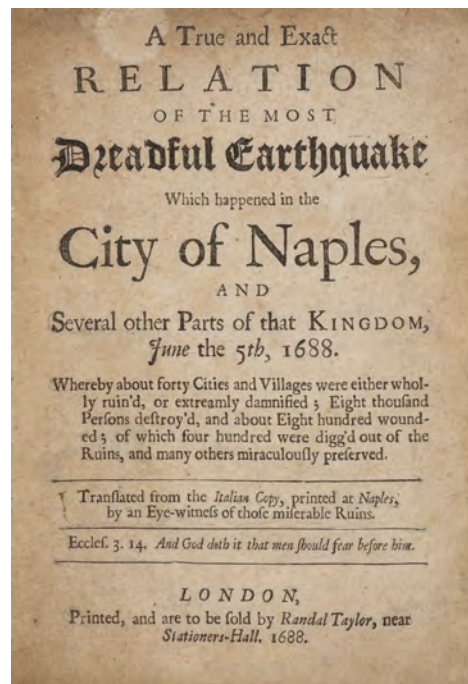 A True and Exact
RELATION
OF THE MOST
Dreadful Earthquake
Which happened in the
City of Naples,
AND
Several other Parts of that KINGDOM,
June the 5th, 1688.
Whereby about forty Cities and Villages were either whol-
ly ruin'd, or extreamly damnified; Eight thouſand
Perſons deſtroy'd, and about Eight hundred wound-
ed; of which four hundred were digg'd out of the
Ruins, and many others miraculouſly preſerved.
Tranſlated from the Italian Copy, printed at Naples,
by an Eye-witneſs of thoſe miſerable Ruins.
Eccleſ. 3. 14. And God doth it that men ſhould fear before him.
LONDON,
Printed, and are to be ſold by Randal Taylor, near
Stationers-Hall. 1688.